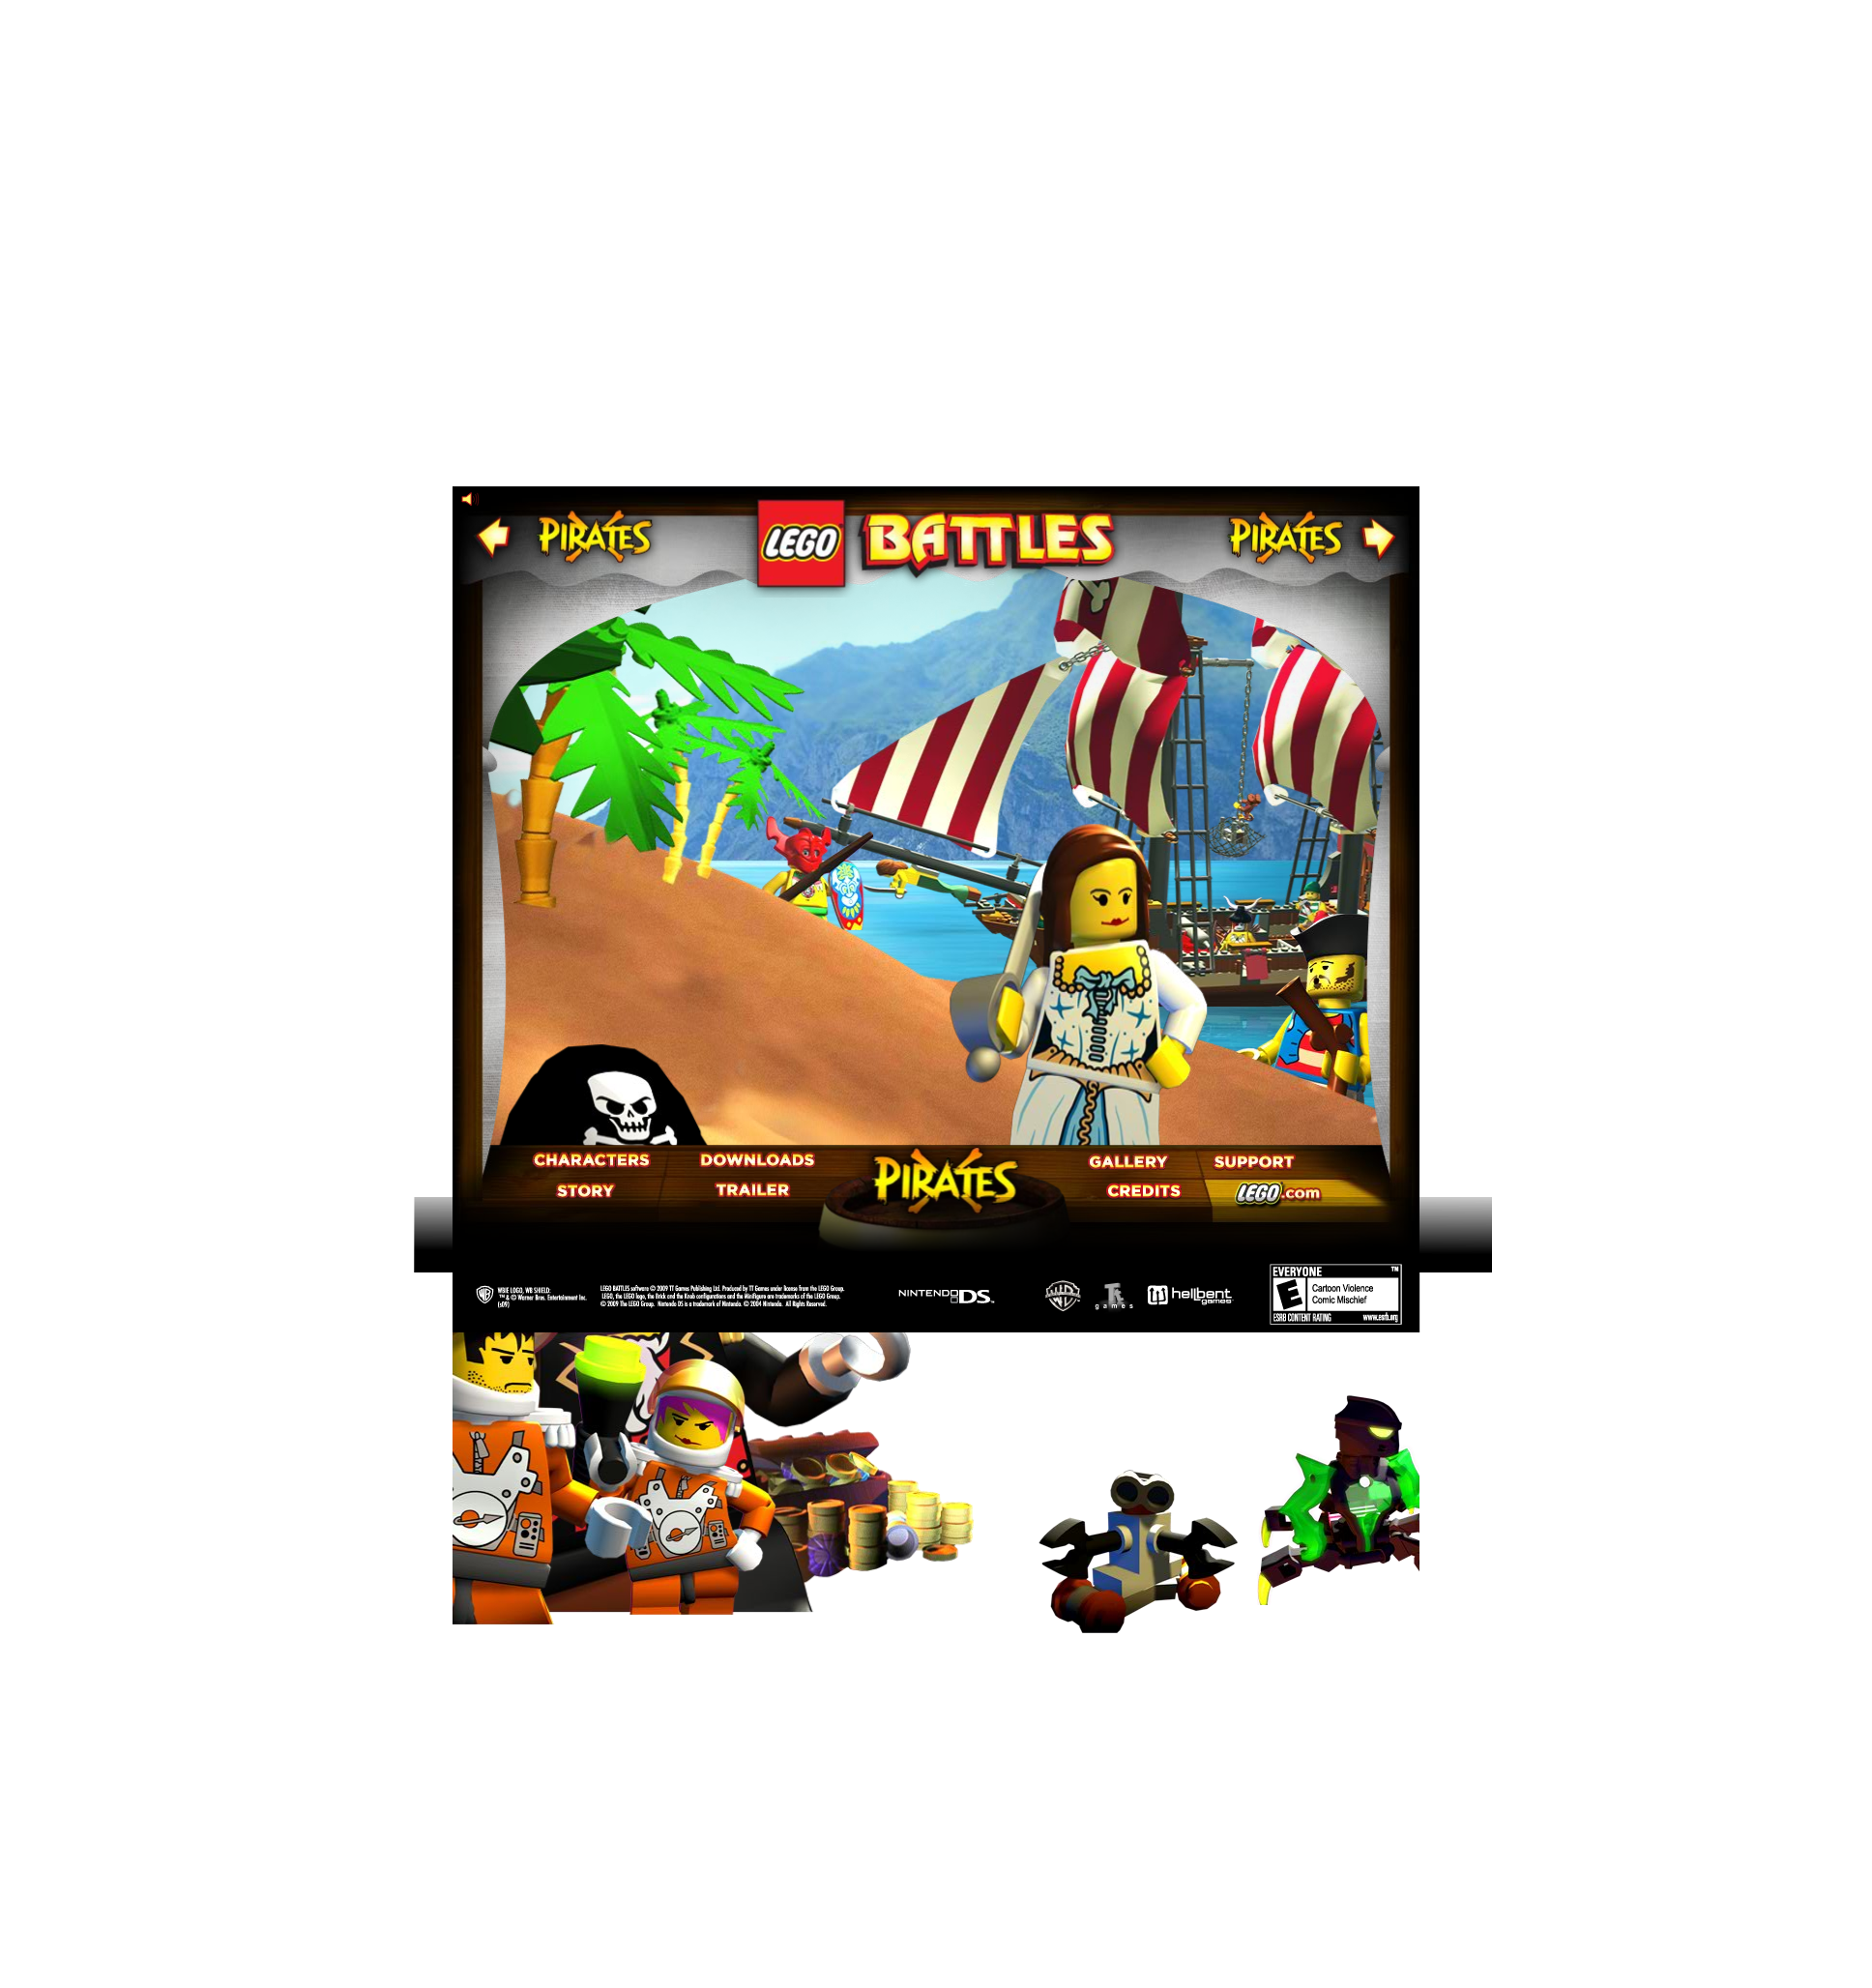 PIRATES
LEGO
BATTLES
PIRATES
CHARACTERS
DOWNLOADS
PIRATES
GALLERY
SUPPORT
STORY
TRAILER
CREDITS
LEGO.com
WBIE LOGO, WB SHIELD:
™ & © Warner Bros. Entertainment Inc.
(s09)
LEGO BATTLES software © 2009 TT Games Publishing Ltd. Produced by TT Games under license from the LEGO Group.
LEGO, the LEGO logo, the Brick and the Knob configurations and the Minifigure are trademarks of the LEGO Group.
© 2009 The LEGO Group. Nintendo DS is a trademark of Nintendo. © 2004 Nintendo. All Rights Reserved.
NINTENDO DS™
games
hellbent
games
EVERYONE
™
E
Cartoon Violence
Comic Mischief
ESRB CONTENT RATING
www.esrb.org